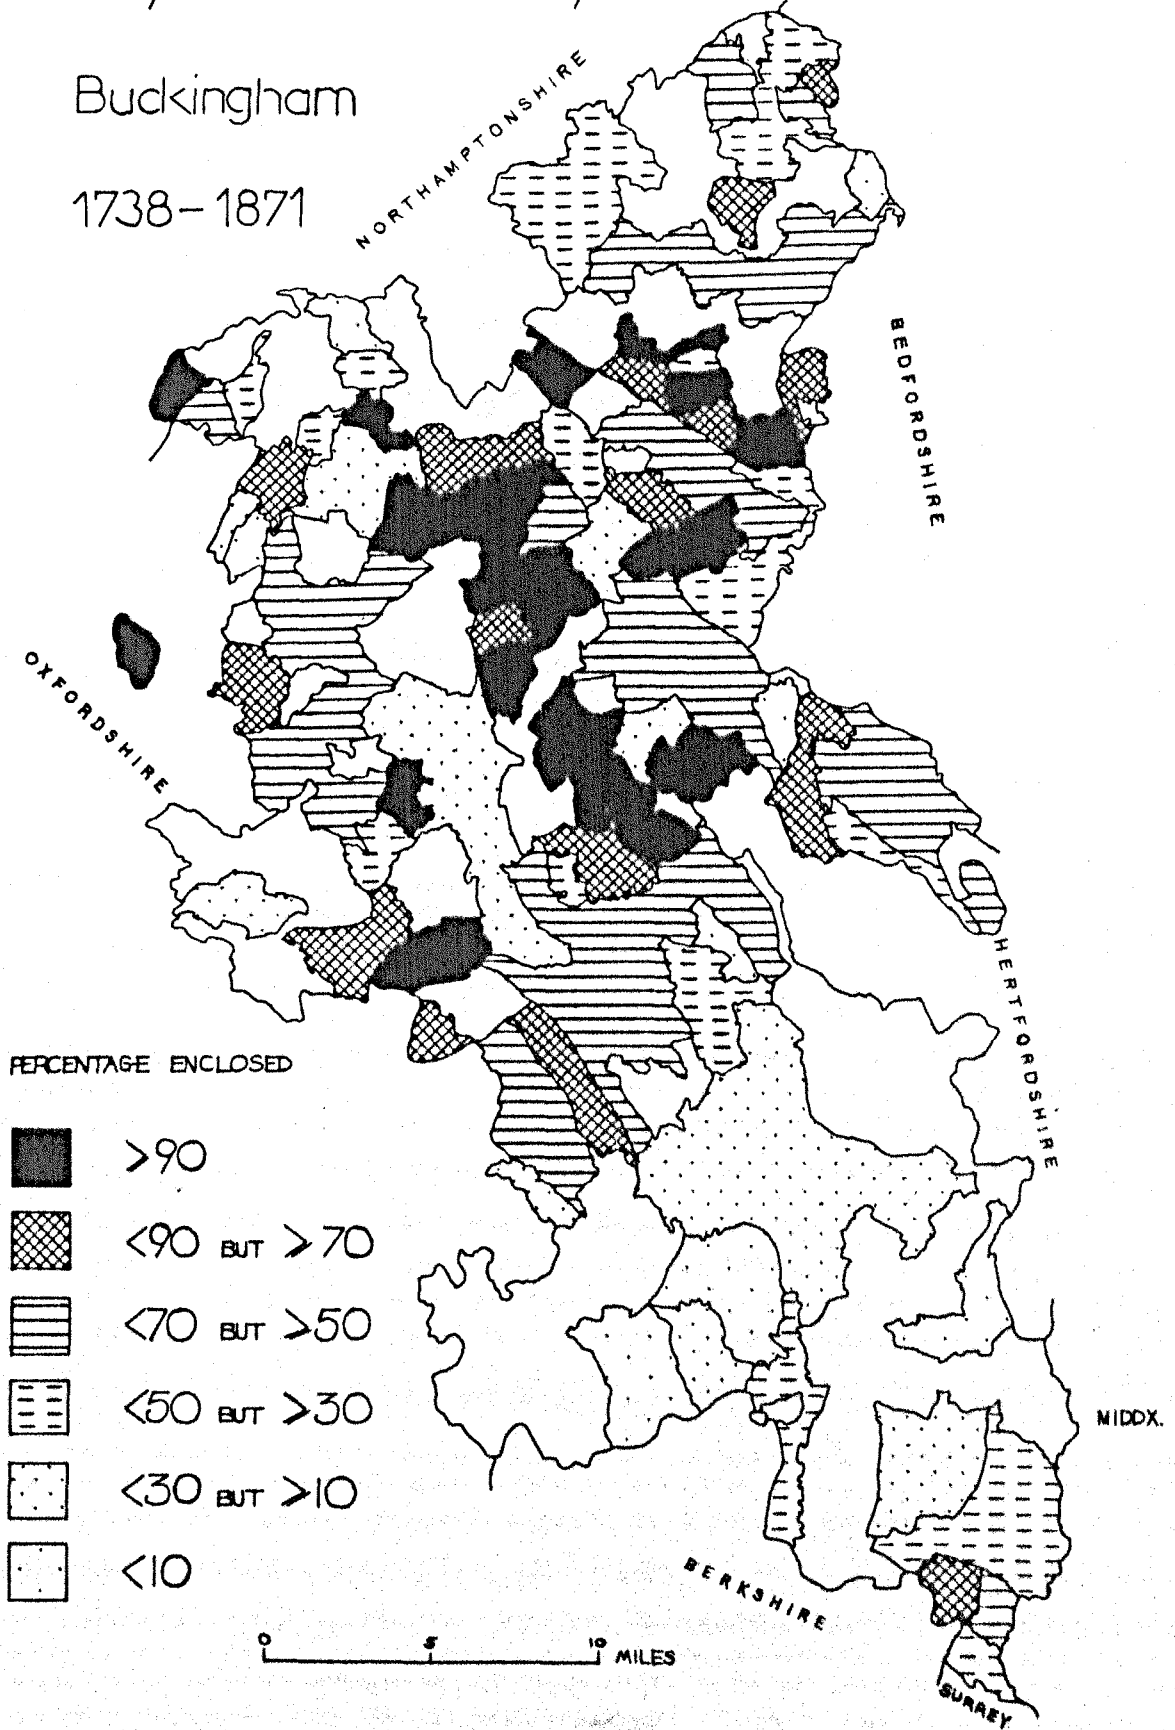 Buckingham
1738-1871
NORTHAMPTONSHIRE
BEDFORDSHIRE
OXFORDSHIRE
HERTFORDSHIRE
PERCENTAGE ENCLOSED
>90
<90 BUT >70
<70 BUT >50
<50 BUT >30
<30 BUT >10
<10
MIDDX.
BERKSHIRE
0 5 10 MILES
SURREY